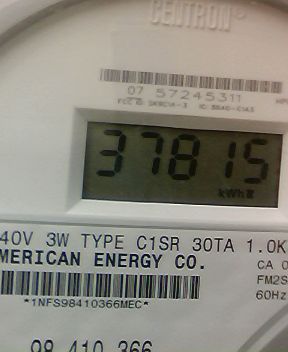 CENTRON®
07 57245311
37815
kWh
40V 3W TYPE C1SR 30TA 1.0K
MERICAN ENERGY CO.
CA 0
FM2S
60Hz
*1NFS98410366MEC*
98 410 366